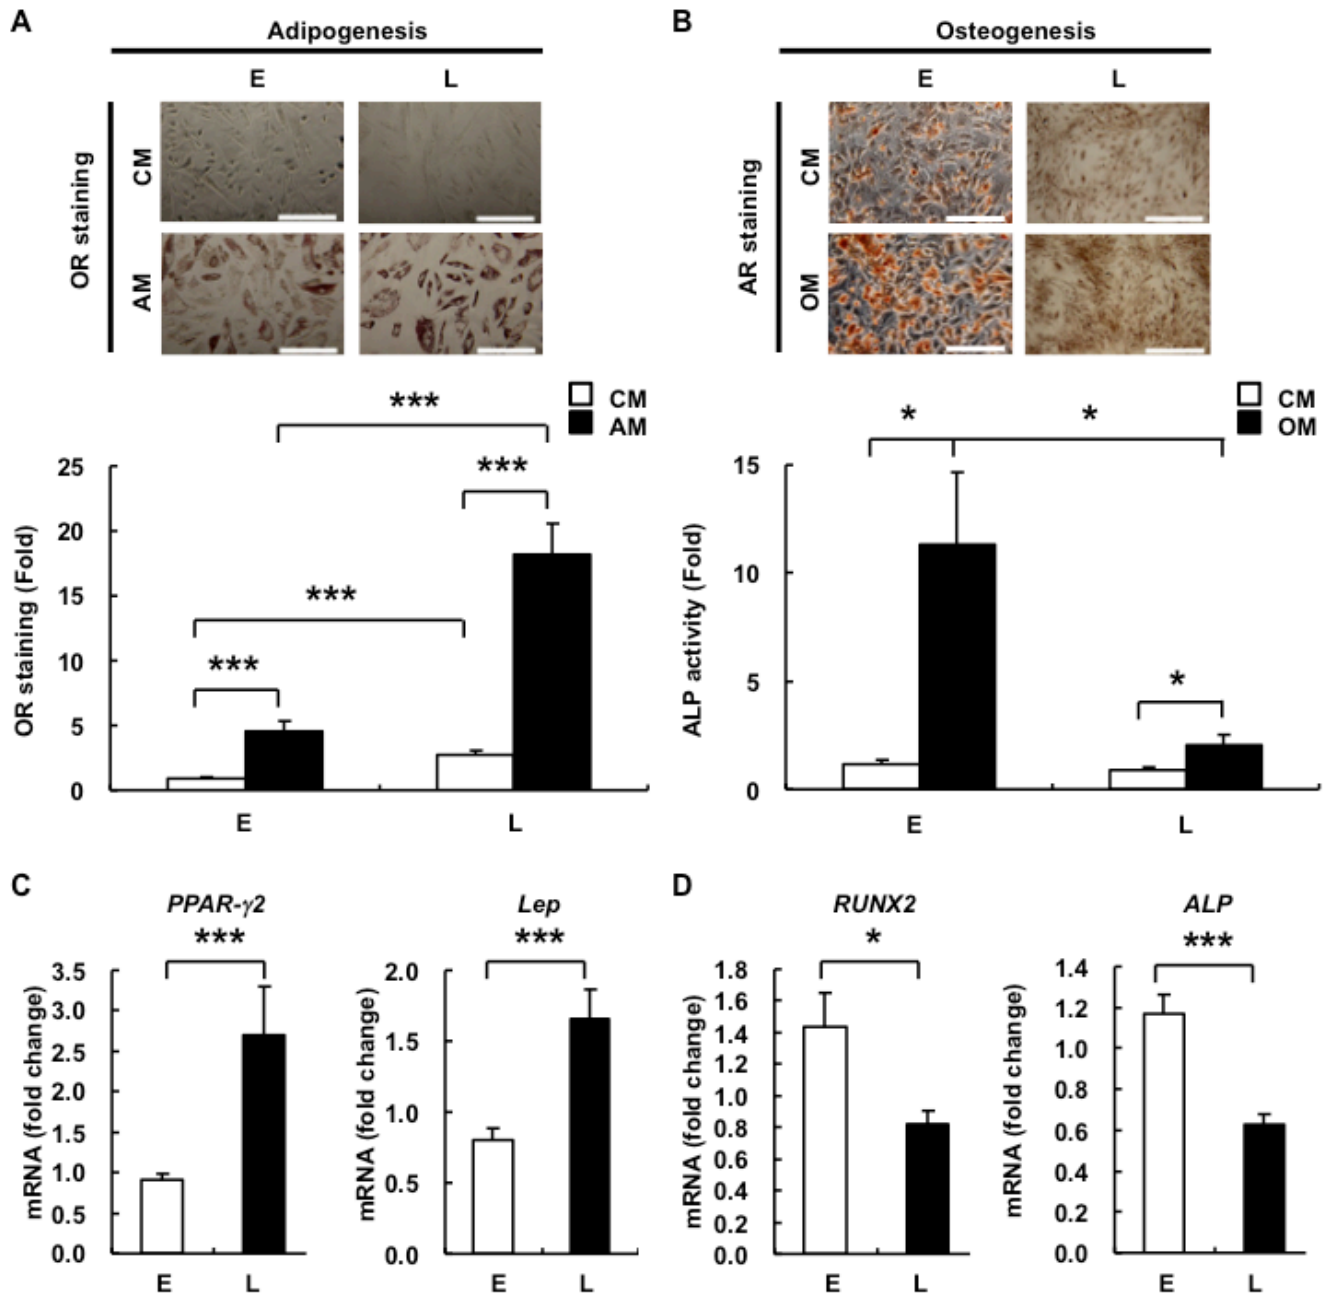 A
Adipogenesis
E L
OR staining
CM
AM
***
CM
AM
***
***
***
OR staining (Fold)
25
20
15
10
5
0
E L
B
Osteogenesis
E L
AR staining
CM
OM
* *
CM
OM
*
ALP activity (Fold)
15
10
5
0
E L
C
PPAR-γ2
***
mRNA (fold change)
3.5
3.0
2.5
2.0
1.5
1.0
0.5
0.0
E L
Lep
***
mRNA (fold change)
2.0
1.5
1.0
0.5
0.0
E L
D
RUNX2
*
mRNA (fold change)
1.8
1.6
1.4
1.2
1.0
0.8
0.6
0.4
0.2
0.0
E L
ALP
***
mRNA (fold change)
1.4
1.2
1.0
0.8
0.6
0.4
0.2
0.0
E L